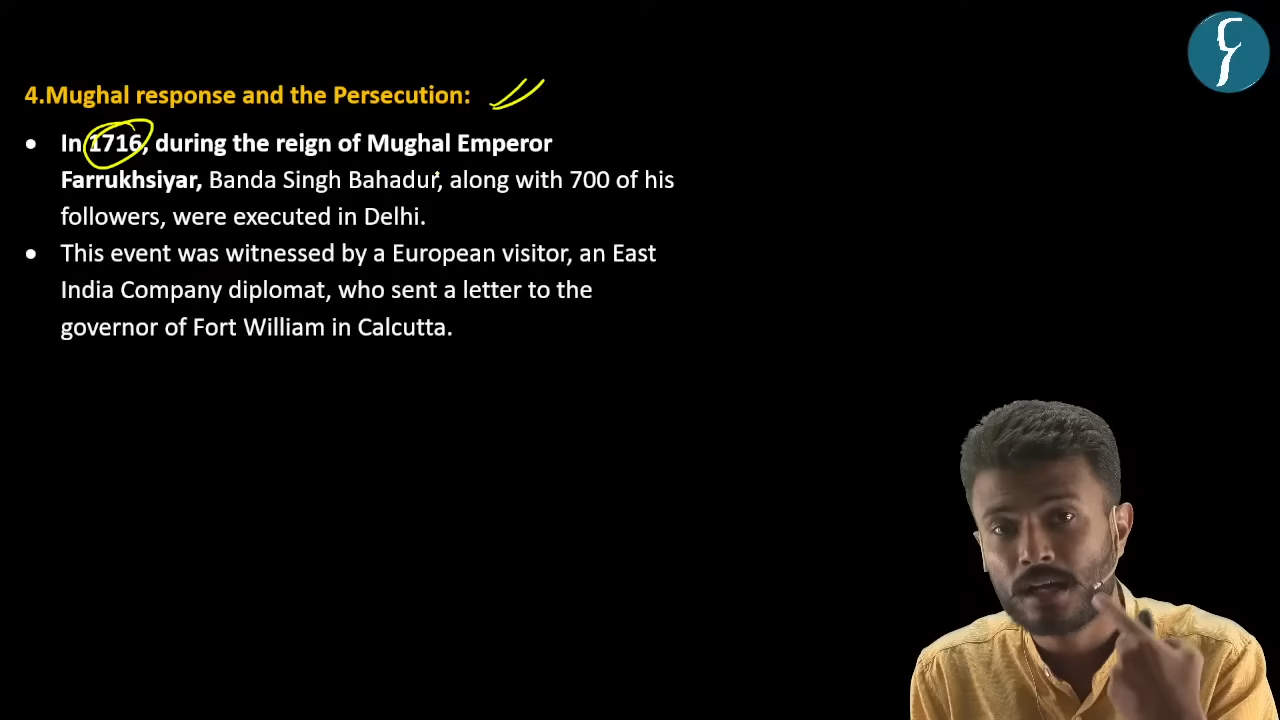 4.Mughal response and the Persecution:
● In 1716, during the reign of Mughal Emperor
Farrukhsiyar, Banda Singh Bahadur, along with 700 of his
followers, were executed in Delhi.
● This event was witnessed by a European visitor, an East
India Company diplomat, who sent a letter to the
governor of Fort William in Calcutta.